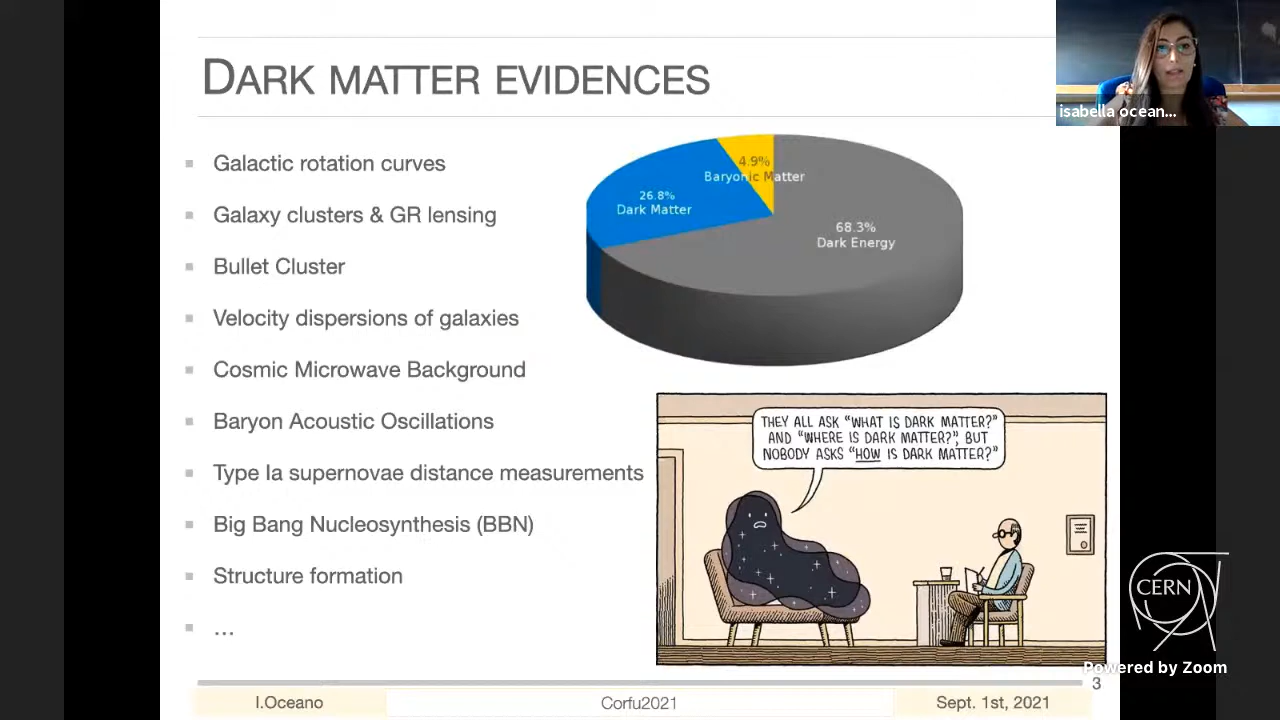 DARK MATTER EVIDENCES
isabella ocean...
Galactic rotation curves
Galaxy clusters & GR lensing
Bullet Cluster
Velocity dispersions of galaxies
Cosmic Microwave Background
Baryon Acoustic Oscillations
Type Ia supernovae distance measurements
Big Bang Nucleosynthesis (BBN)
Structure formation
...
4.9%
Baryonic Matter
26.8%
Dark Matter
68.3%
Dark Energy
THEY ALL ASK “WHAT IS DARK MATTER?”
AND “WHERE IS DARK MATTER?”, BUT
NOBODY ASKS “HOW IS DARK MATTER?”
CERN
Powered by Zoom
3
I.Oceano
Corfu2021
Sept. 1st, 2021